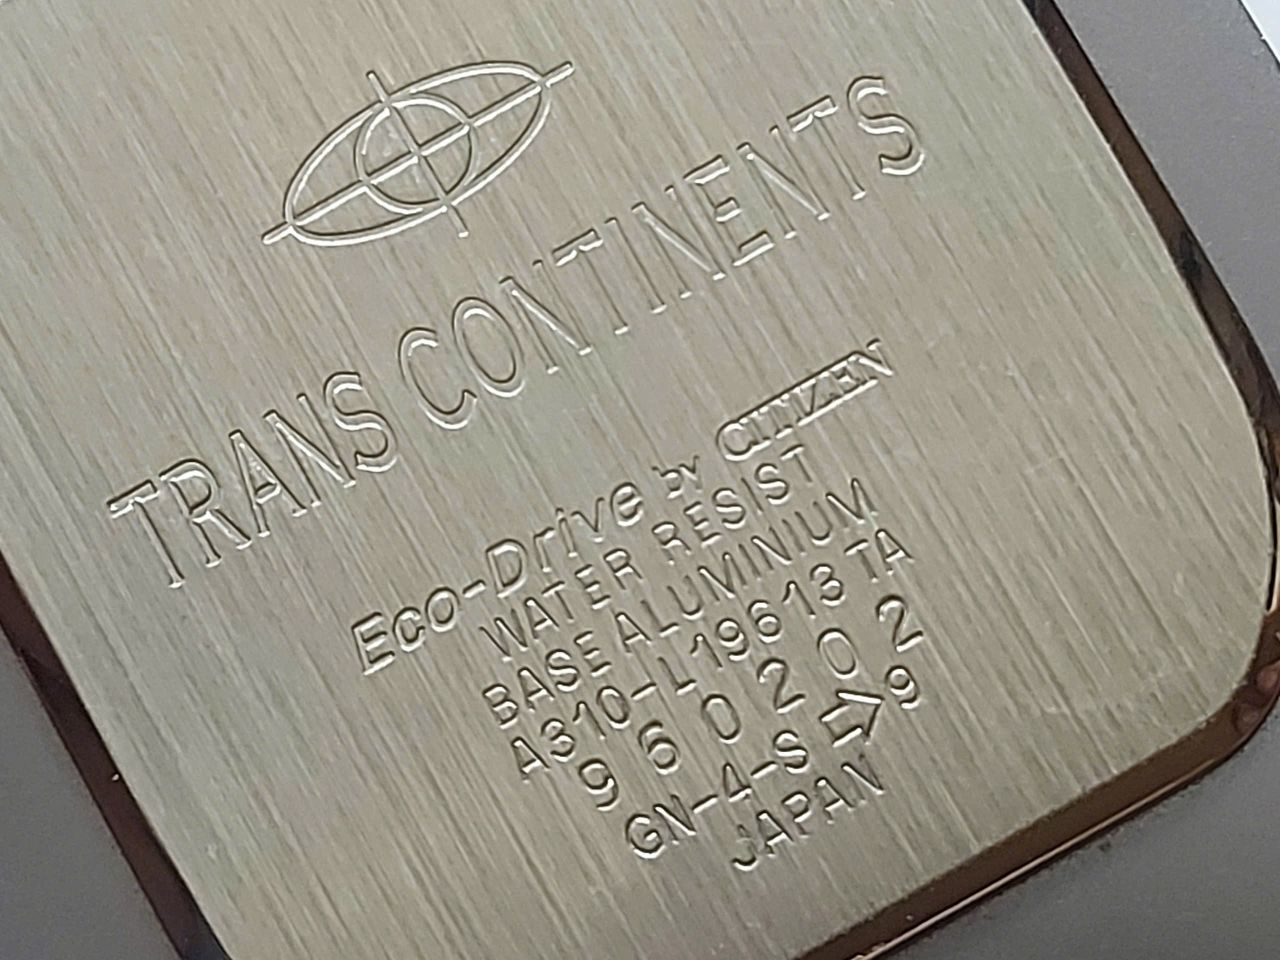 TRANS CONTINENTS
Eco-Drive by CITIZEN
WATER RESIST
BASE ALUMINIUM
A310-L19613 TA
960202
GN-4-S → 9
JAPAN